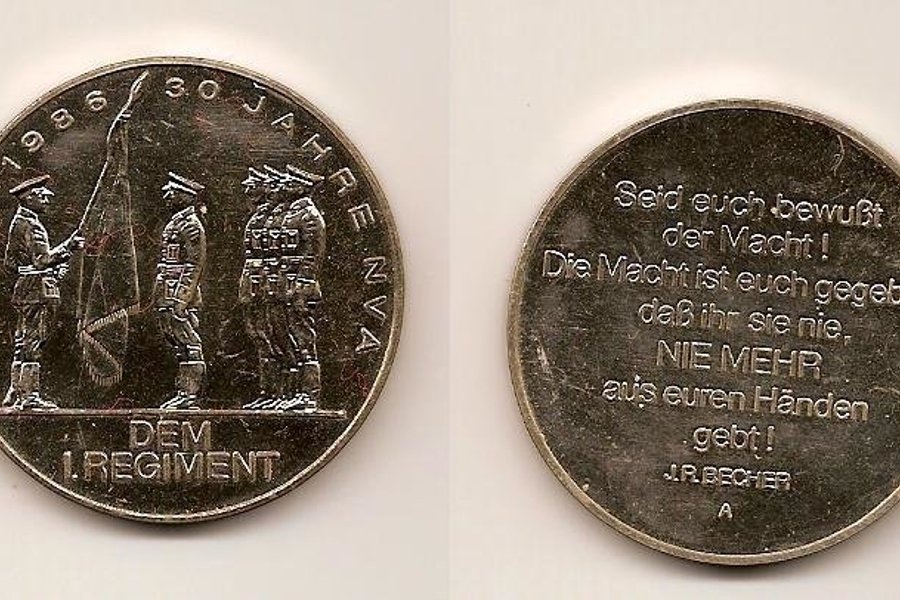 1986 30 JAHRE NVA
DEM
I. REGIMENT
Seid euch bewußt
der Macht!
Die Macht ist euch gegeb
daß ihr sie nie,
NIE MEHR
aus euren Händen
gebt!
J.R. BECHER
A